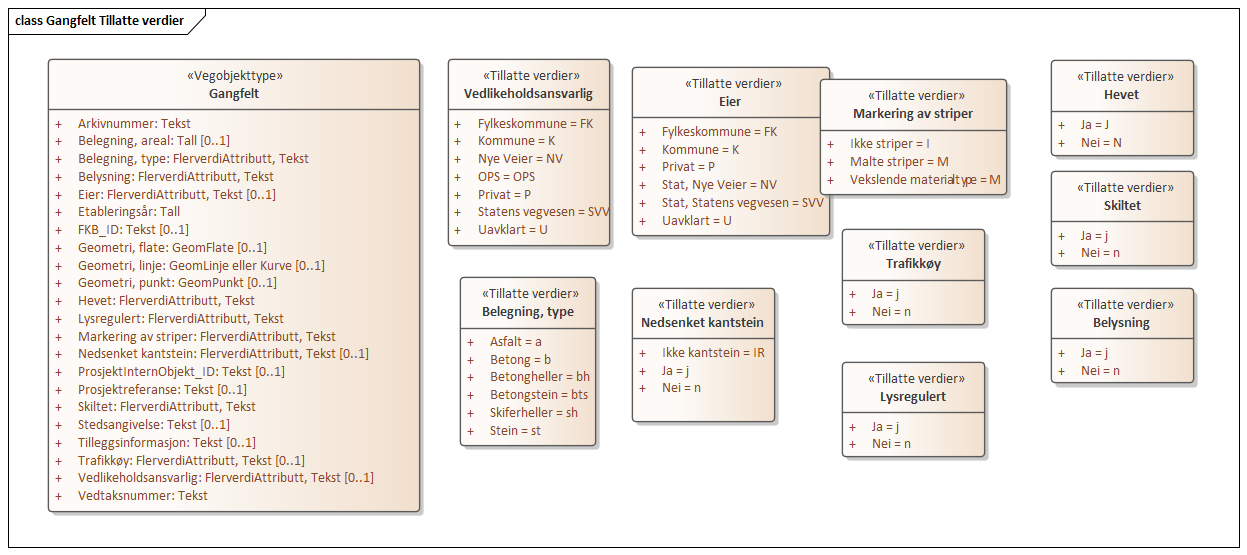 class Gangfelt Tillatte verdier
«Vegobjekttype»
Gangfelt
+ Arkivnummer: Tekst
+ Belegning, areal: Tall [0..1]
+ Belegning, type: FlerverdiAttributt, Tekst
+ Belysning: FlerverdiAttributt, Tekst
+ Eier: FlerverdiAttributt, Tekst [0..1]
+ Etableringsår: Tall
+ FKB_ID: Tekst [0..1]
+ Geometri, flate: GeomFlate [0..1]
+ Geometri, linje: GeomLinje eller Kurve [0..1]
+ Geometri, punkt: GeomPunkt [0..1]
+ Hevet: FlerverdiAttributt, Tekst
+ Lysregulert: FlerverdiAttributt, Tekst
+ Markering av striper: FlerverdiAttributt, Tekst
+ Nedsenket kantstein: FlerverdiAttributt, Tekst [0..1]
+ ProsjektInternObjekt_ID: Tekst [0..1]
+ Prosjektreferanse: Tekst [0..1]
+ Skiltet: FlerverdiAttributt, Tekst
+ Stedsangivelse: Tekst [0..1]
+ Tilleggsinformasjon: Tekst [0..1]
+ Trafikkøy: FlerverdiAttributt, Tekst [0..1]
+ Vedlikeholdsansvarlig: FlerverdiAttributt, Tekst [0..1]
+ Vedtaksnummer: Tekst
«Tillatte verdier»
Vedlikeholdsansvarlig
+ Fylkeskommune = FK
+ Kommune = K
+ Nye Veier = NV
+ OPS = OPS
+ Privat = P
+ Statens vegvesen = SVV
+ Uavklart = U
«Tillatte verdier»
Eier
+ Fylkeskommune = FK
+ Kommune = K
+ Privat = P
+ Stat, Nye Veier = NV
+ Stat, Statens vegvesen = SVV
+ Uavklart = U
«Tillatte verdier»
Markering av striper
+ Ikke striper = I
+ Malte striper = M
+ Vekslende materialtype = M
«Tillatte verdier»
Hevet
+ Ja = J
+ Nei = N
«Tillatte verdier»
Skiltet
+ Ja = j
+ Nei = n
«Tillatte verdier»
Trafikkøy
+ Ja = j
+ Nei = n
«Tillatte verdier»
Belegning, type
+ Asfalt = a
+ Betong = b
+ Betongheller = bh
+ Betongstein = bts
+ Skiferheller = sh
+ Stein = st
«Tillatte verdier»
Nedsenket kantstein
+ Ikke kantstein = IR
+ Ja = j
+ Nei = n
«Tillatte verdier»
Belysning
+ Ja = j
+ Nei = n
«Tillatte verdier»
Lysregulert
+ Ja = j
+ Nei = n